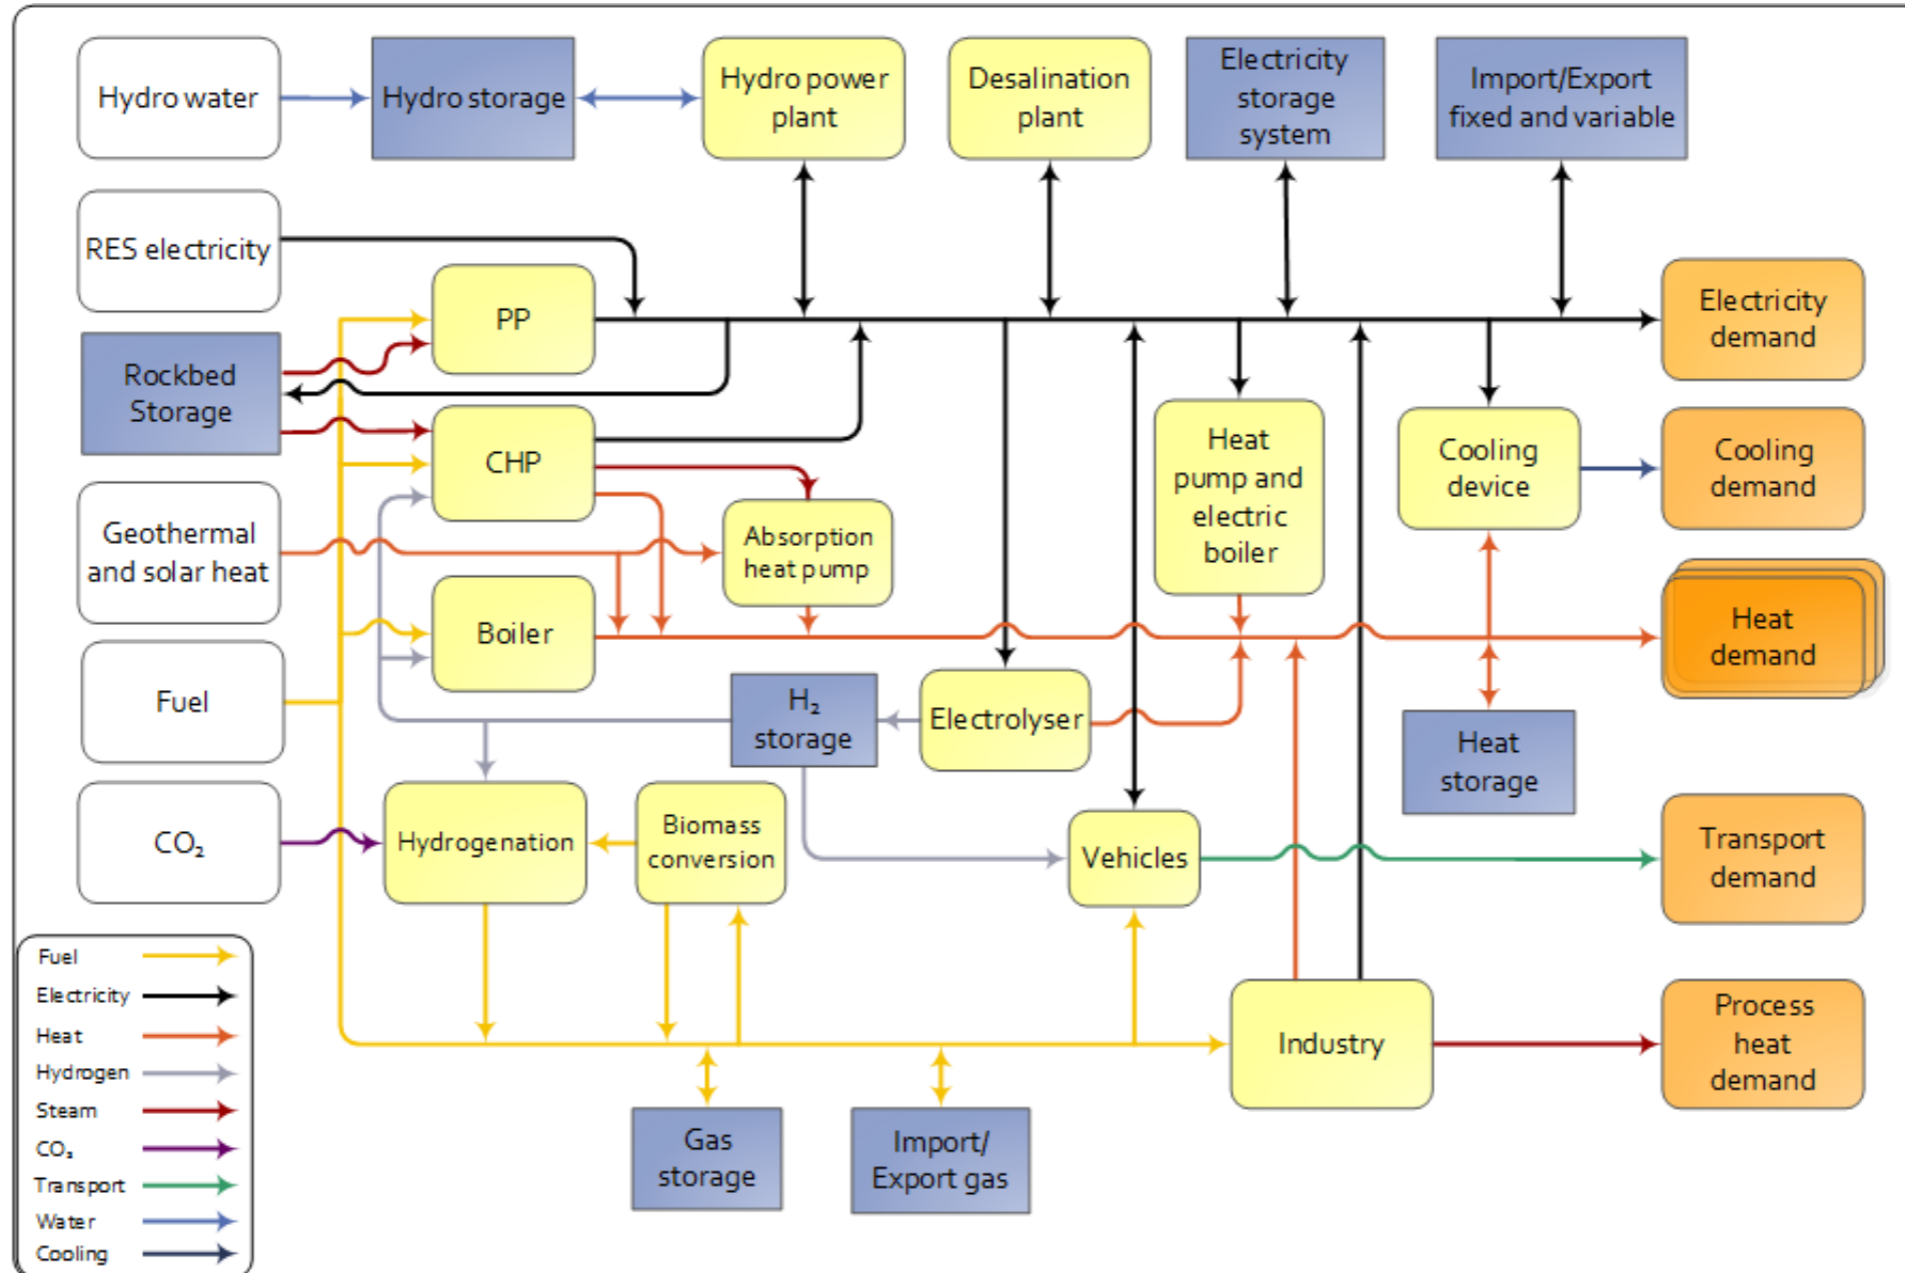 Hydro water
Hydro storage
Hydro power
plant
Desalination
plant
Electricity
storage
system
Import/Export
fixed and variable
RES electricity
PP
Electricity
demand
Rockbed
Storage
CHP
Heat
pump and
electric
boiler
Cooling
device
Cooling
demand
Geothermal
and solar heat
Absorption
heat pump
Boiler
Heat
demand
Fuel
H₂
storage
Electrolyser
Heat
storage
CO₂
Hydrogenation
Biomass
conversion
Vehicles
Transport
demand
Industry
Process
heat
demand
Gas
storage
Import/
Export gas
Fuel
Electricity
Heat
Hydrogen
Steam
CO₂
Transport
Water
Cooling